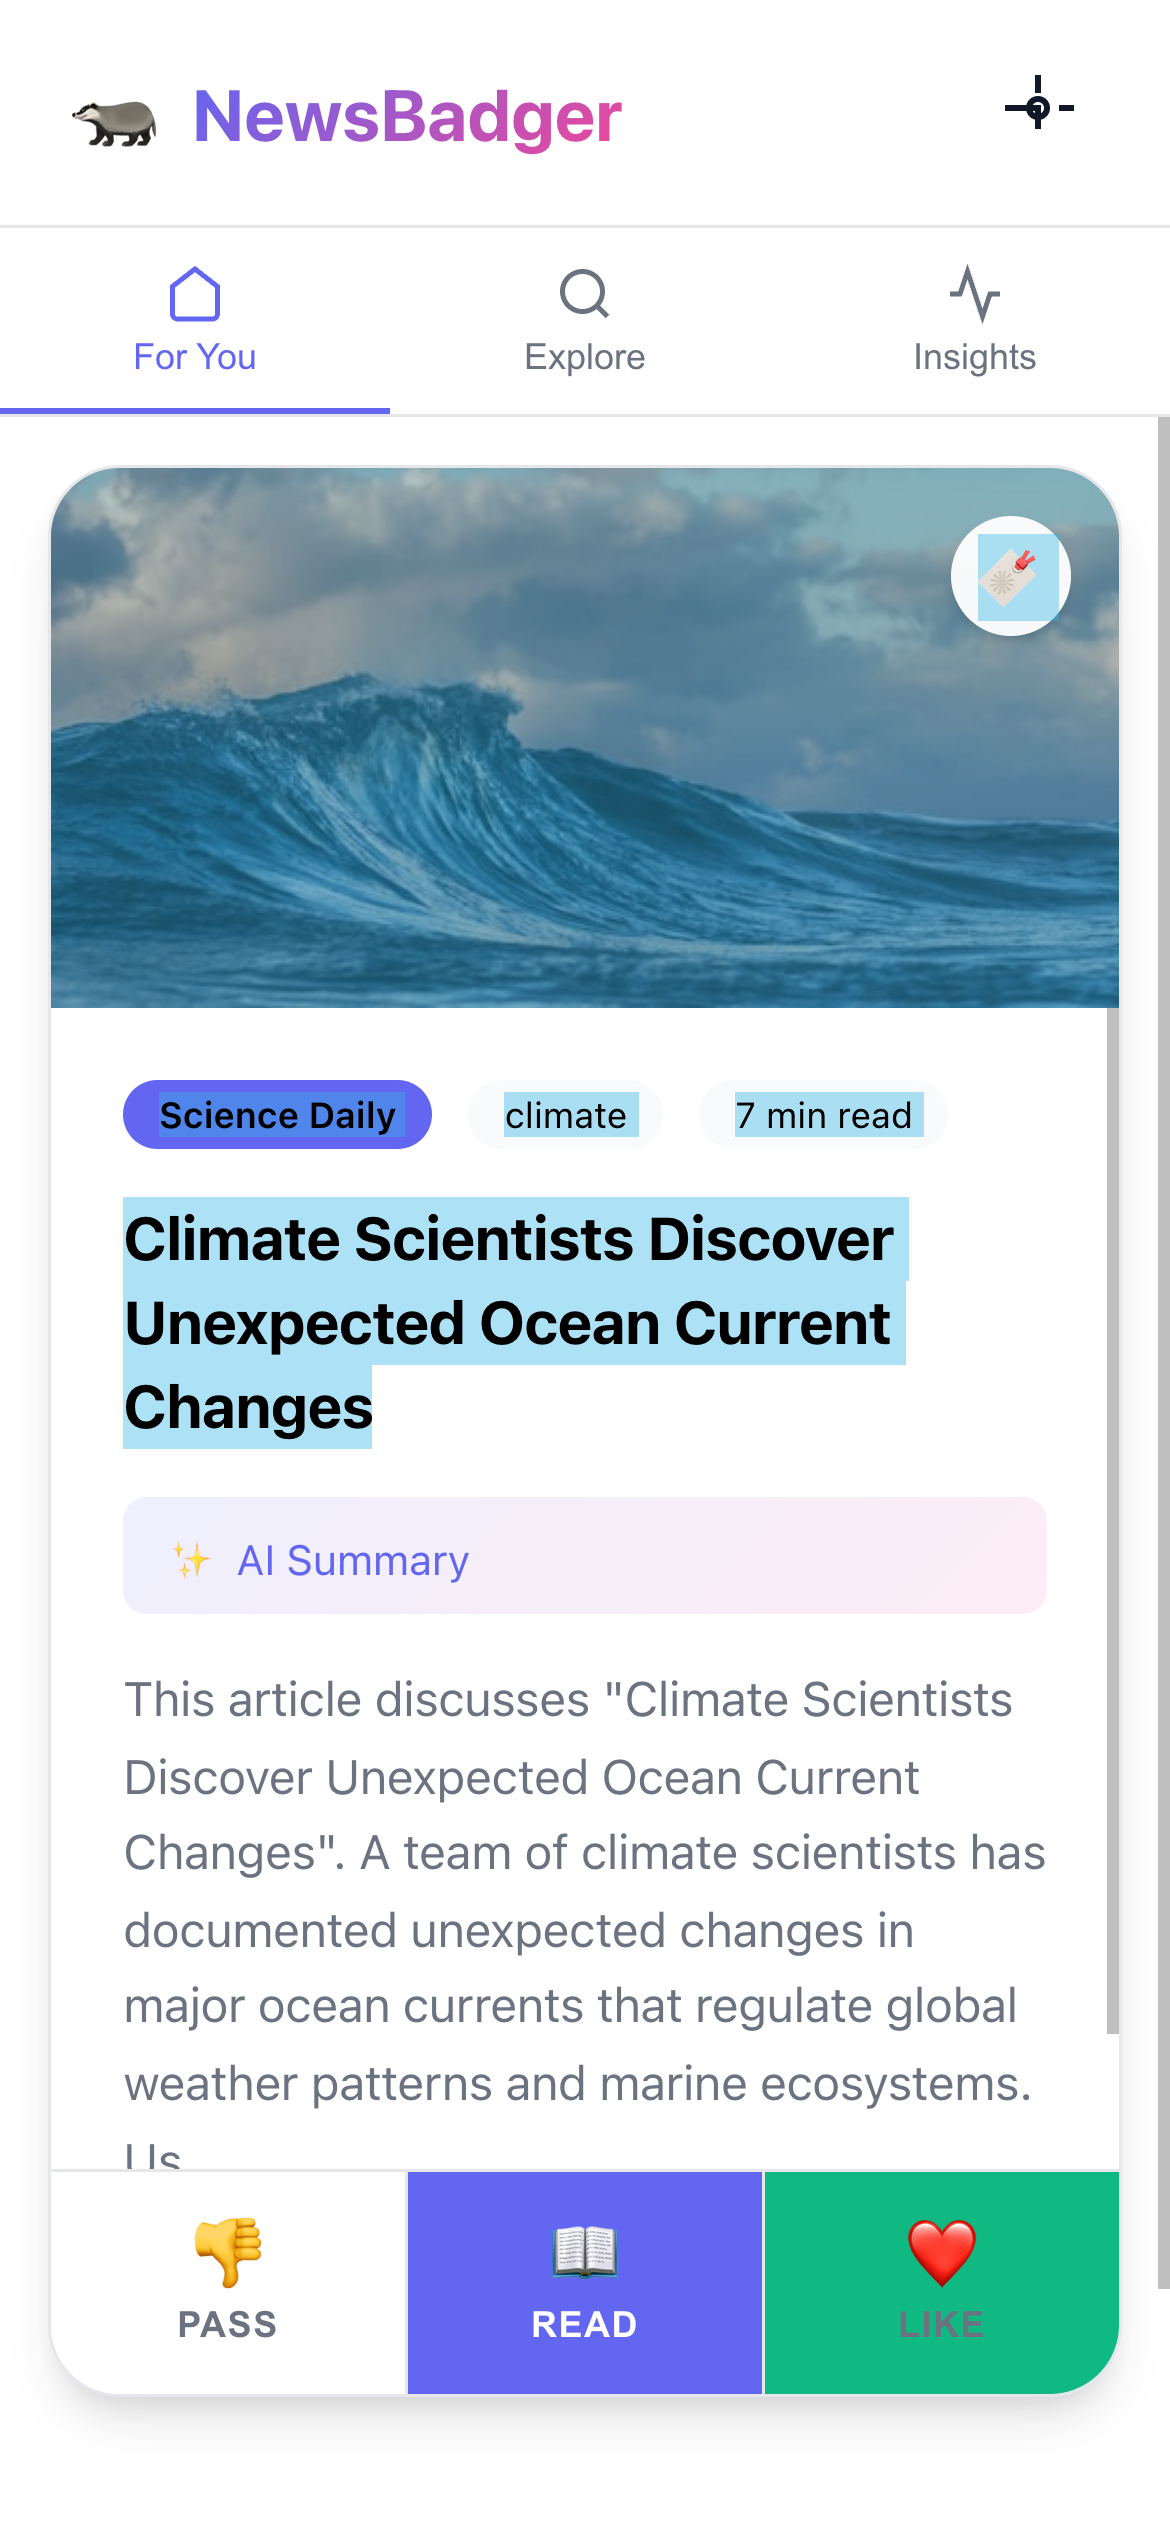 NewsBadger
For You
Explore
Insights
Science Daily
climate
7 min read
Climate Scientists Discover
Unexpected Ocean Current
Changes
✨ AI Summary
This article discusses "Climate Scientists
Discover Unexpected Ocean Current
Changes". A team of climate scientists has
documented unexpected changes in
major ocean currents that regulate global
weather patterns and marine ecosystems.
Us
PASS
READ
LIKE